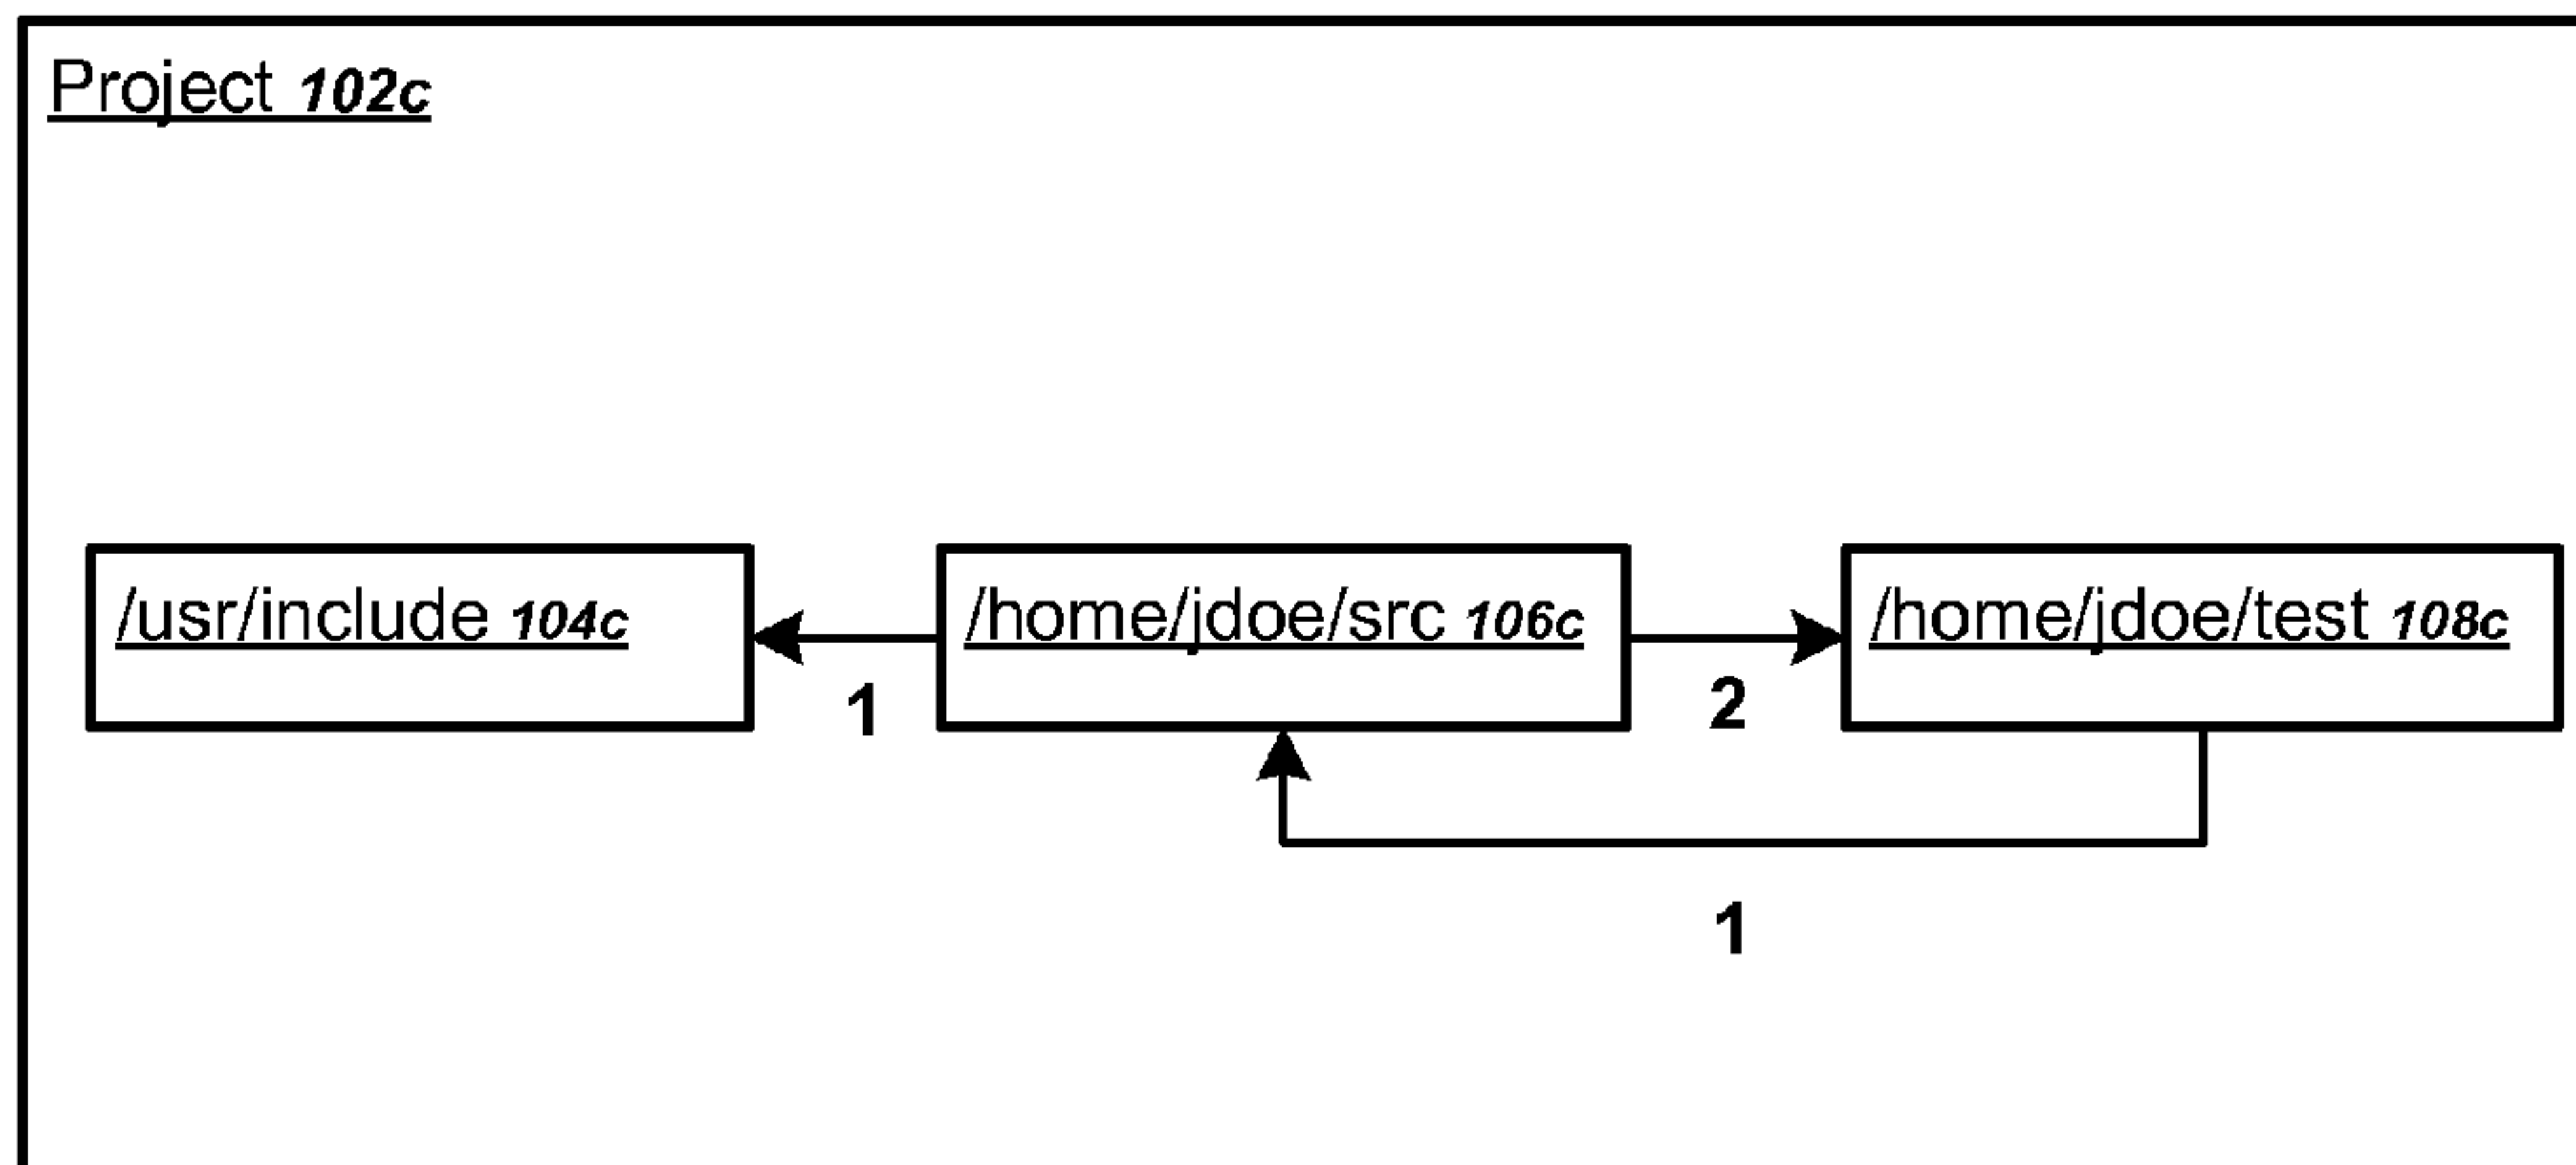 Project 102c
/usr/include 104c
/home/jdoe/src 106c
/home/jdoe/test 108c
1
2
1